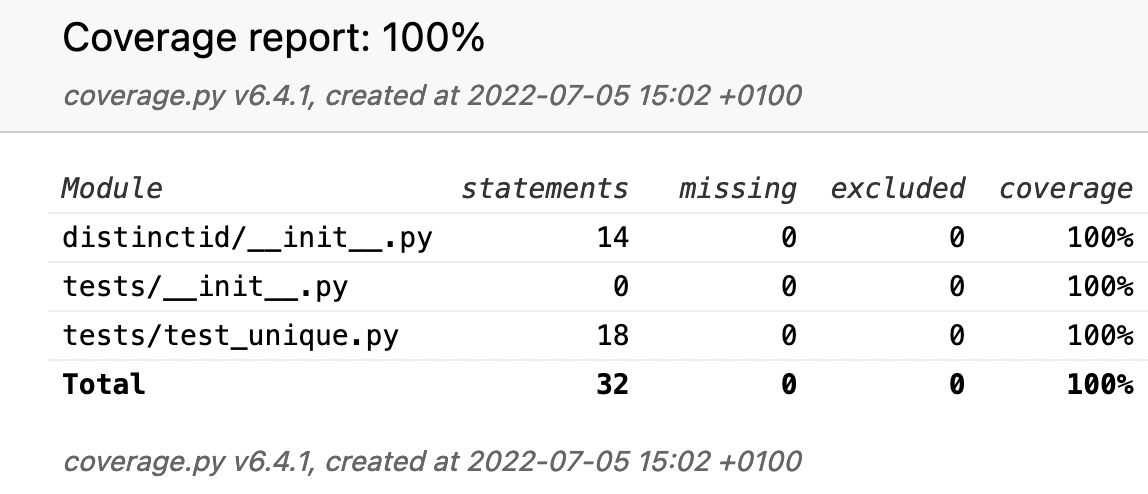 Coverage report: 100%
coverage.py v6.4.1, created at 2022-07-05 15:02 +0100
Module statements missing excluded coverage
distinctid/__init__.py 14 0 0 100%
tests/__init__.py 0 0 0 100%
tests/test_unique.py 18 0 0 100%
Total 32 0 0 100%
coverage.py v6.4.1, created at 2022-07-05 15:02 +0100